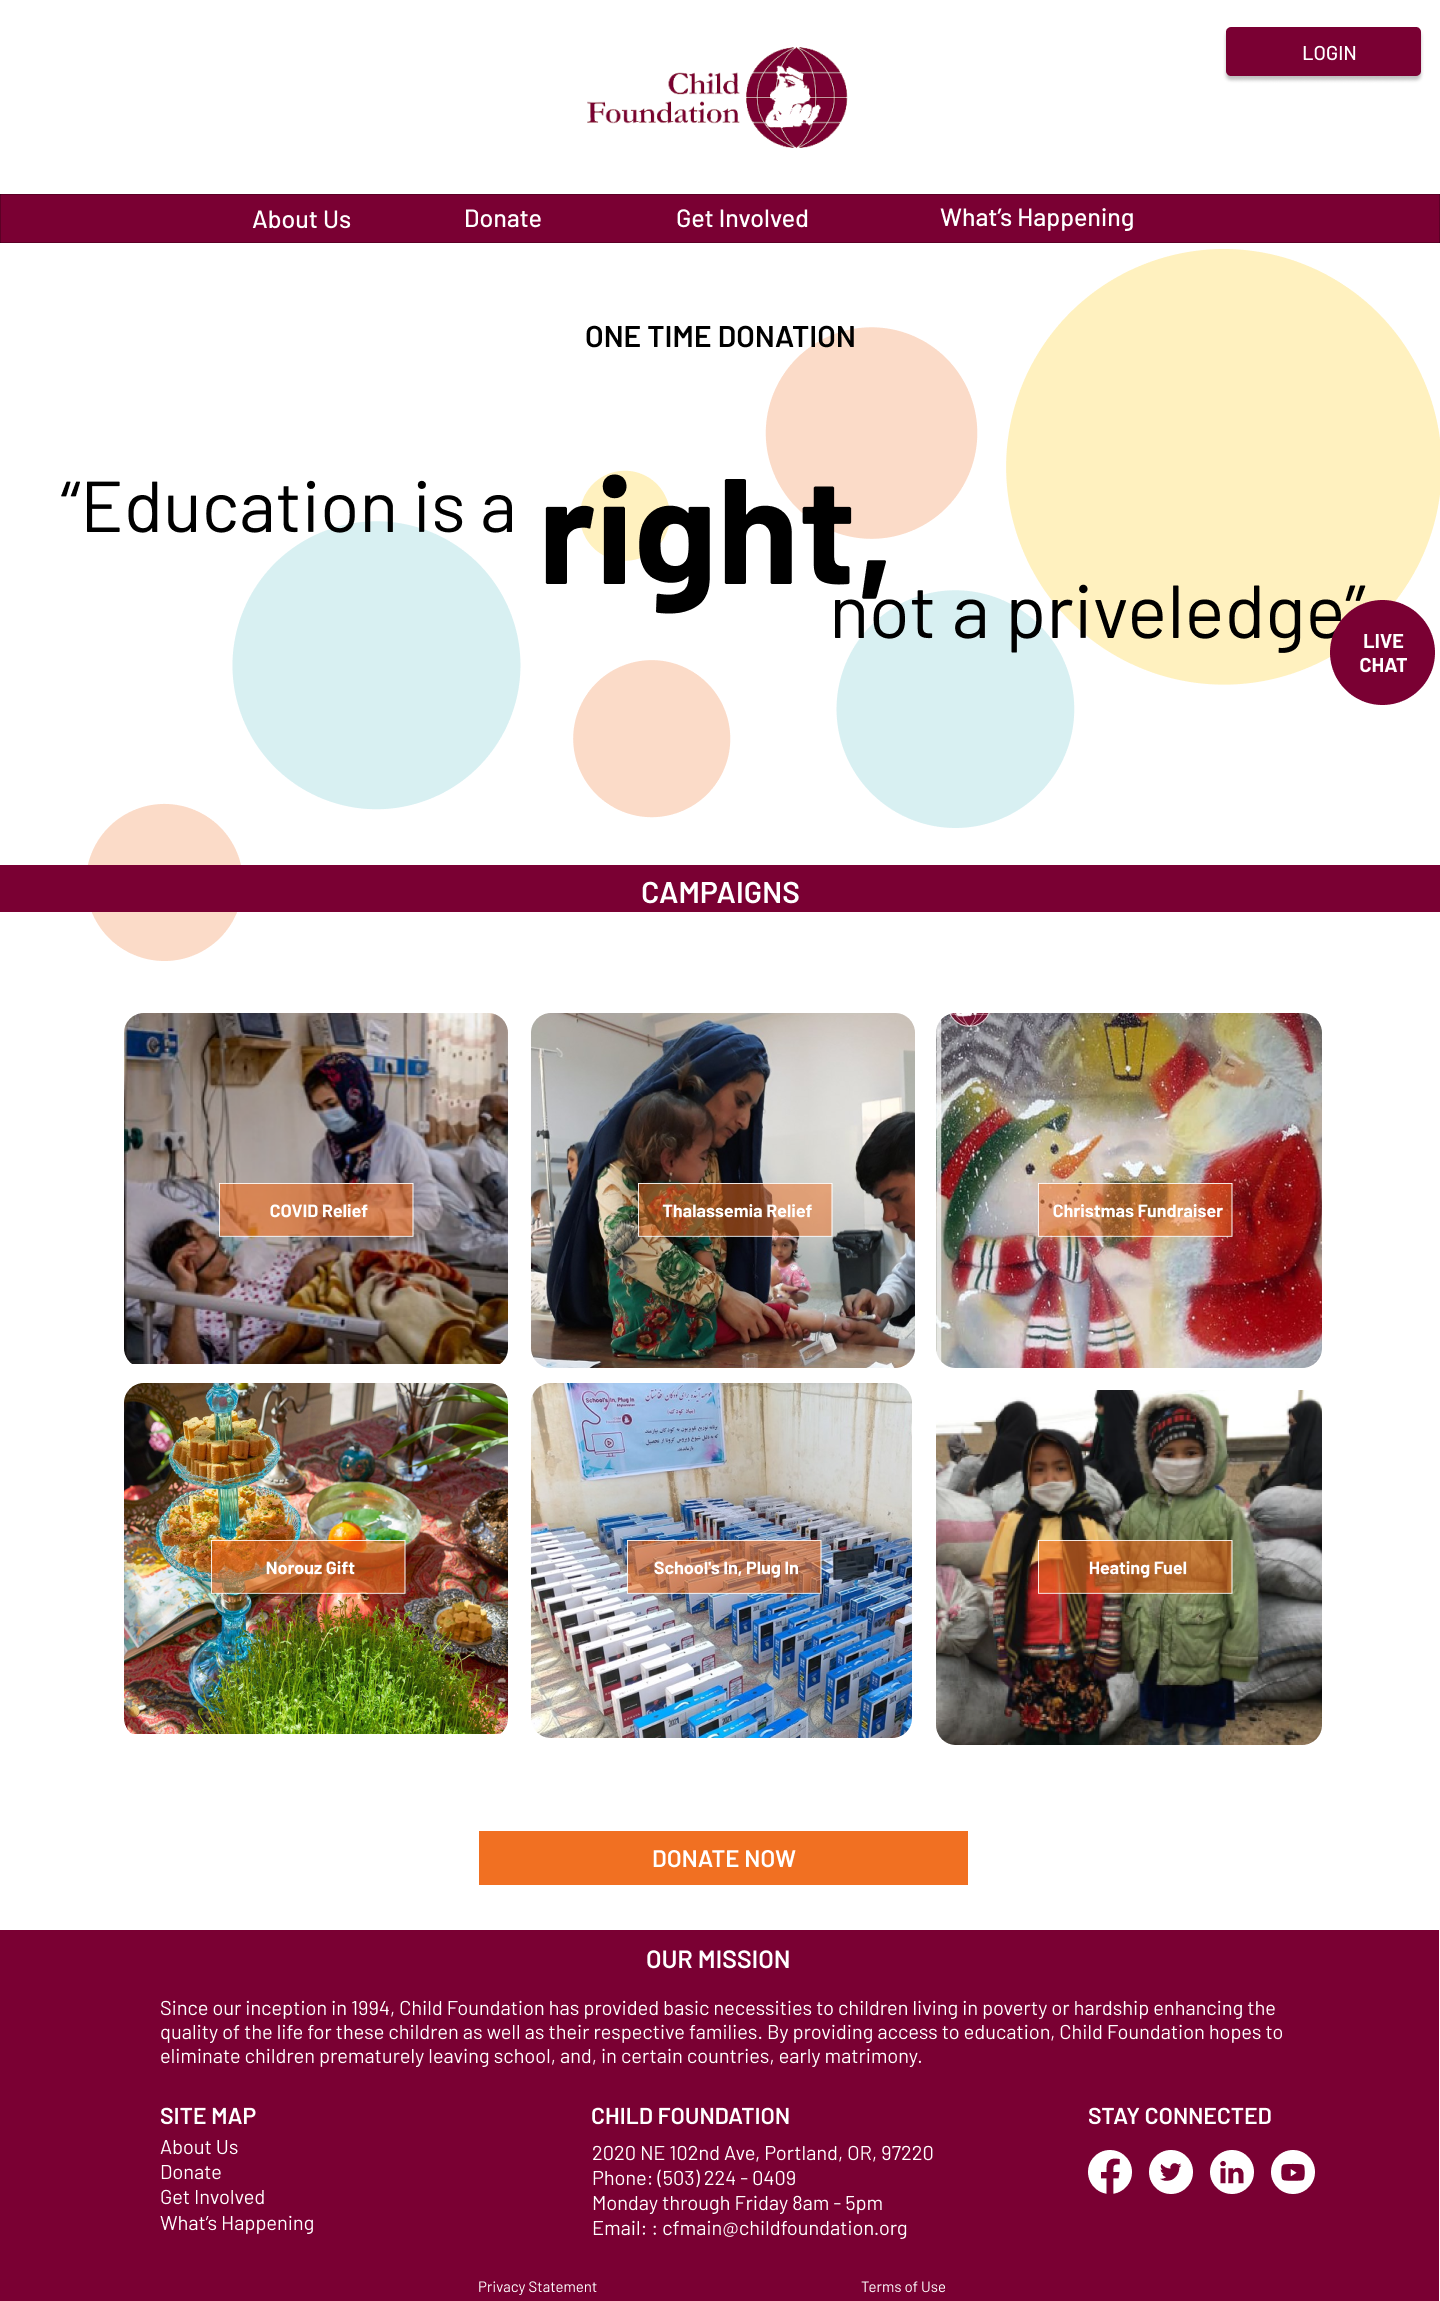 LOGIN
Child
Foundation
About Us
Donate
Get Involved
What's Happening
ONE TIME DONATION
“Education is a
right,
not a priveledge”
LIVE
CHAT
CAMPAIGNS
COVID Relief
Thalassemia Relief
Christmas Fundraiser
School's In, Plug In
Norouz Gift
School's In, Plug In
Heating Fuel
DONATE NOW
OUR MISSION
Since our inception in 1994, Child Foundation has provided basic necessities to children living in poverty or hardship enhancing the
quality of the life for these children as well as their respective families. By providing access to education, Child Foundation hopes to
eliminate children prematurely leaving school, and, in certain countries, early matrimony.
SITE MAP
About Us
Donate
Get Involved
What’s Happening
CHILD FOUNDATION
2020 NE 102nd Ave, Portland, OR, 97220
Phone: (503) 224 - 0409
Monday through Friday 8am - 5pm
Email: : cfmain@childfoundation.org
STAY CONNECTED
Privacy Statement
Terms of Use